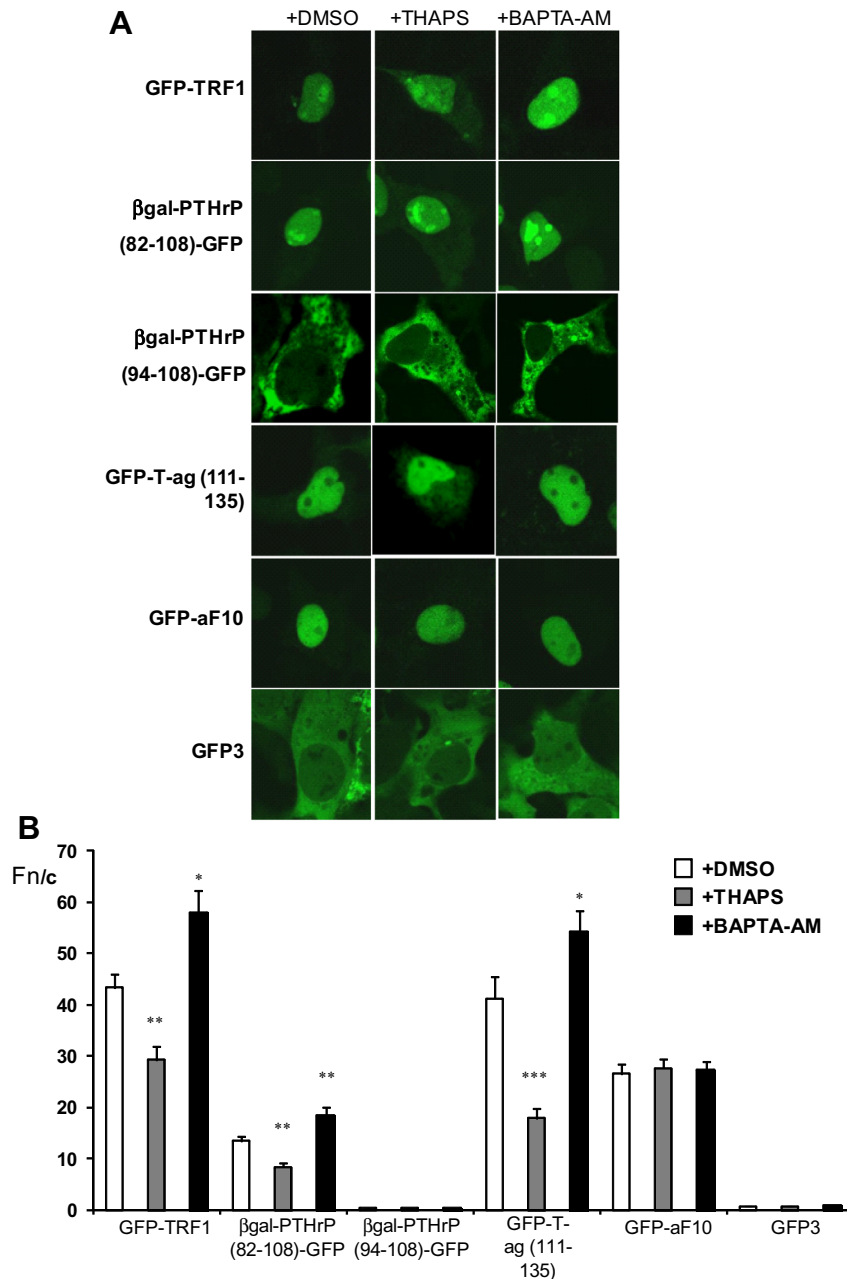 A
+DMSO +THAPS +BAPTA-AM
GFP-TRF1
βgal-PTHrP
(82-108)-GFP
βgal-PTHrP
(94-108)-GFP
GFP-T-ag (111-
135)
GFP-aF10
GFP3
B
Fn/c
70
60
50
40
30
20
10
0
+DMSO
+THAPS
+BAPTA-AM
**
*
**
**
***
*
GFP-TRF1
βgal-PTHrP
(82-108)-GFP
βgal-PTHrP
(94-108)-GFP
GFP-T-
ag (111-
135)
GFP-aF10
GFP3